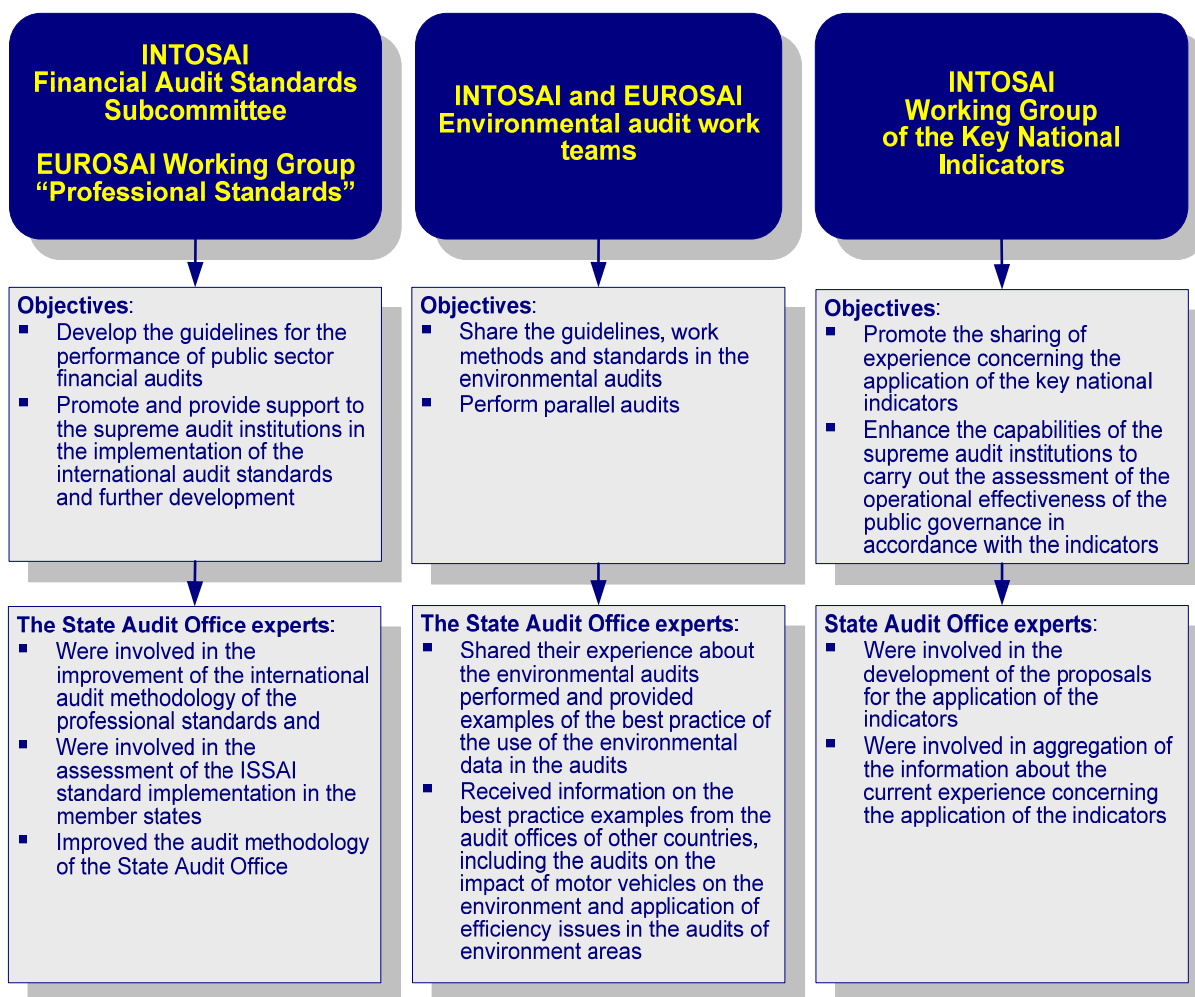 INTOSAI
Financial Audit Standards
Subcommittee
EUROSAI Working Group
“Professional Standards”
Objectives:
▪ Develop the guidelines for the
performance of public sector
financial audits
▪ Promote and provide support to
the supreme audit institutions in
the implementation of the
international audit standards
and further development
The State Audit Office experts:
▪ Were involved in the
improvement of the international
audit methodology of the
professional standards and
▪ Were involved in the
assessment of the ISSAI
standard implementation in the
member states
▪ Improved the audit methodology
of the State Audit Office
INTOSAI and EUROSAI
Environmental audit work
teams
Objectives:
▪ Share the guidelines, work
methods and standards in the
environmental audits
▪ Perform parallel audits
The State Audit Office experts:
▪ Shared their experience about
the environmental audits
performed and provided
examples of the best practice of
the use of the environmental
data in the audits
▪ Received information on the
best practice examples from the
audit offices of other countries,
including the audits on the
impact of motor vehicles on the
environment and application of
efficiency issues in the audits of
environment areas
INTOSAI
Working Group
of the Key National
Indicators
Objectives:
▪ Promote the sharing of
experience concerning the
application of the key national
indicators
▪ Enhance the capabilities of the
supreme audit institutions to
carry out the assessment of the
operational effectiveness of the
public governance in
accordance with the indicators
State Audit Office experts:
▪ Were involved in the
development of the proposals
for the application of the
indicators
▪ Were involved in aggregation of
the information about the
current experience concerning
the application of the indicators